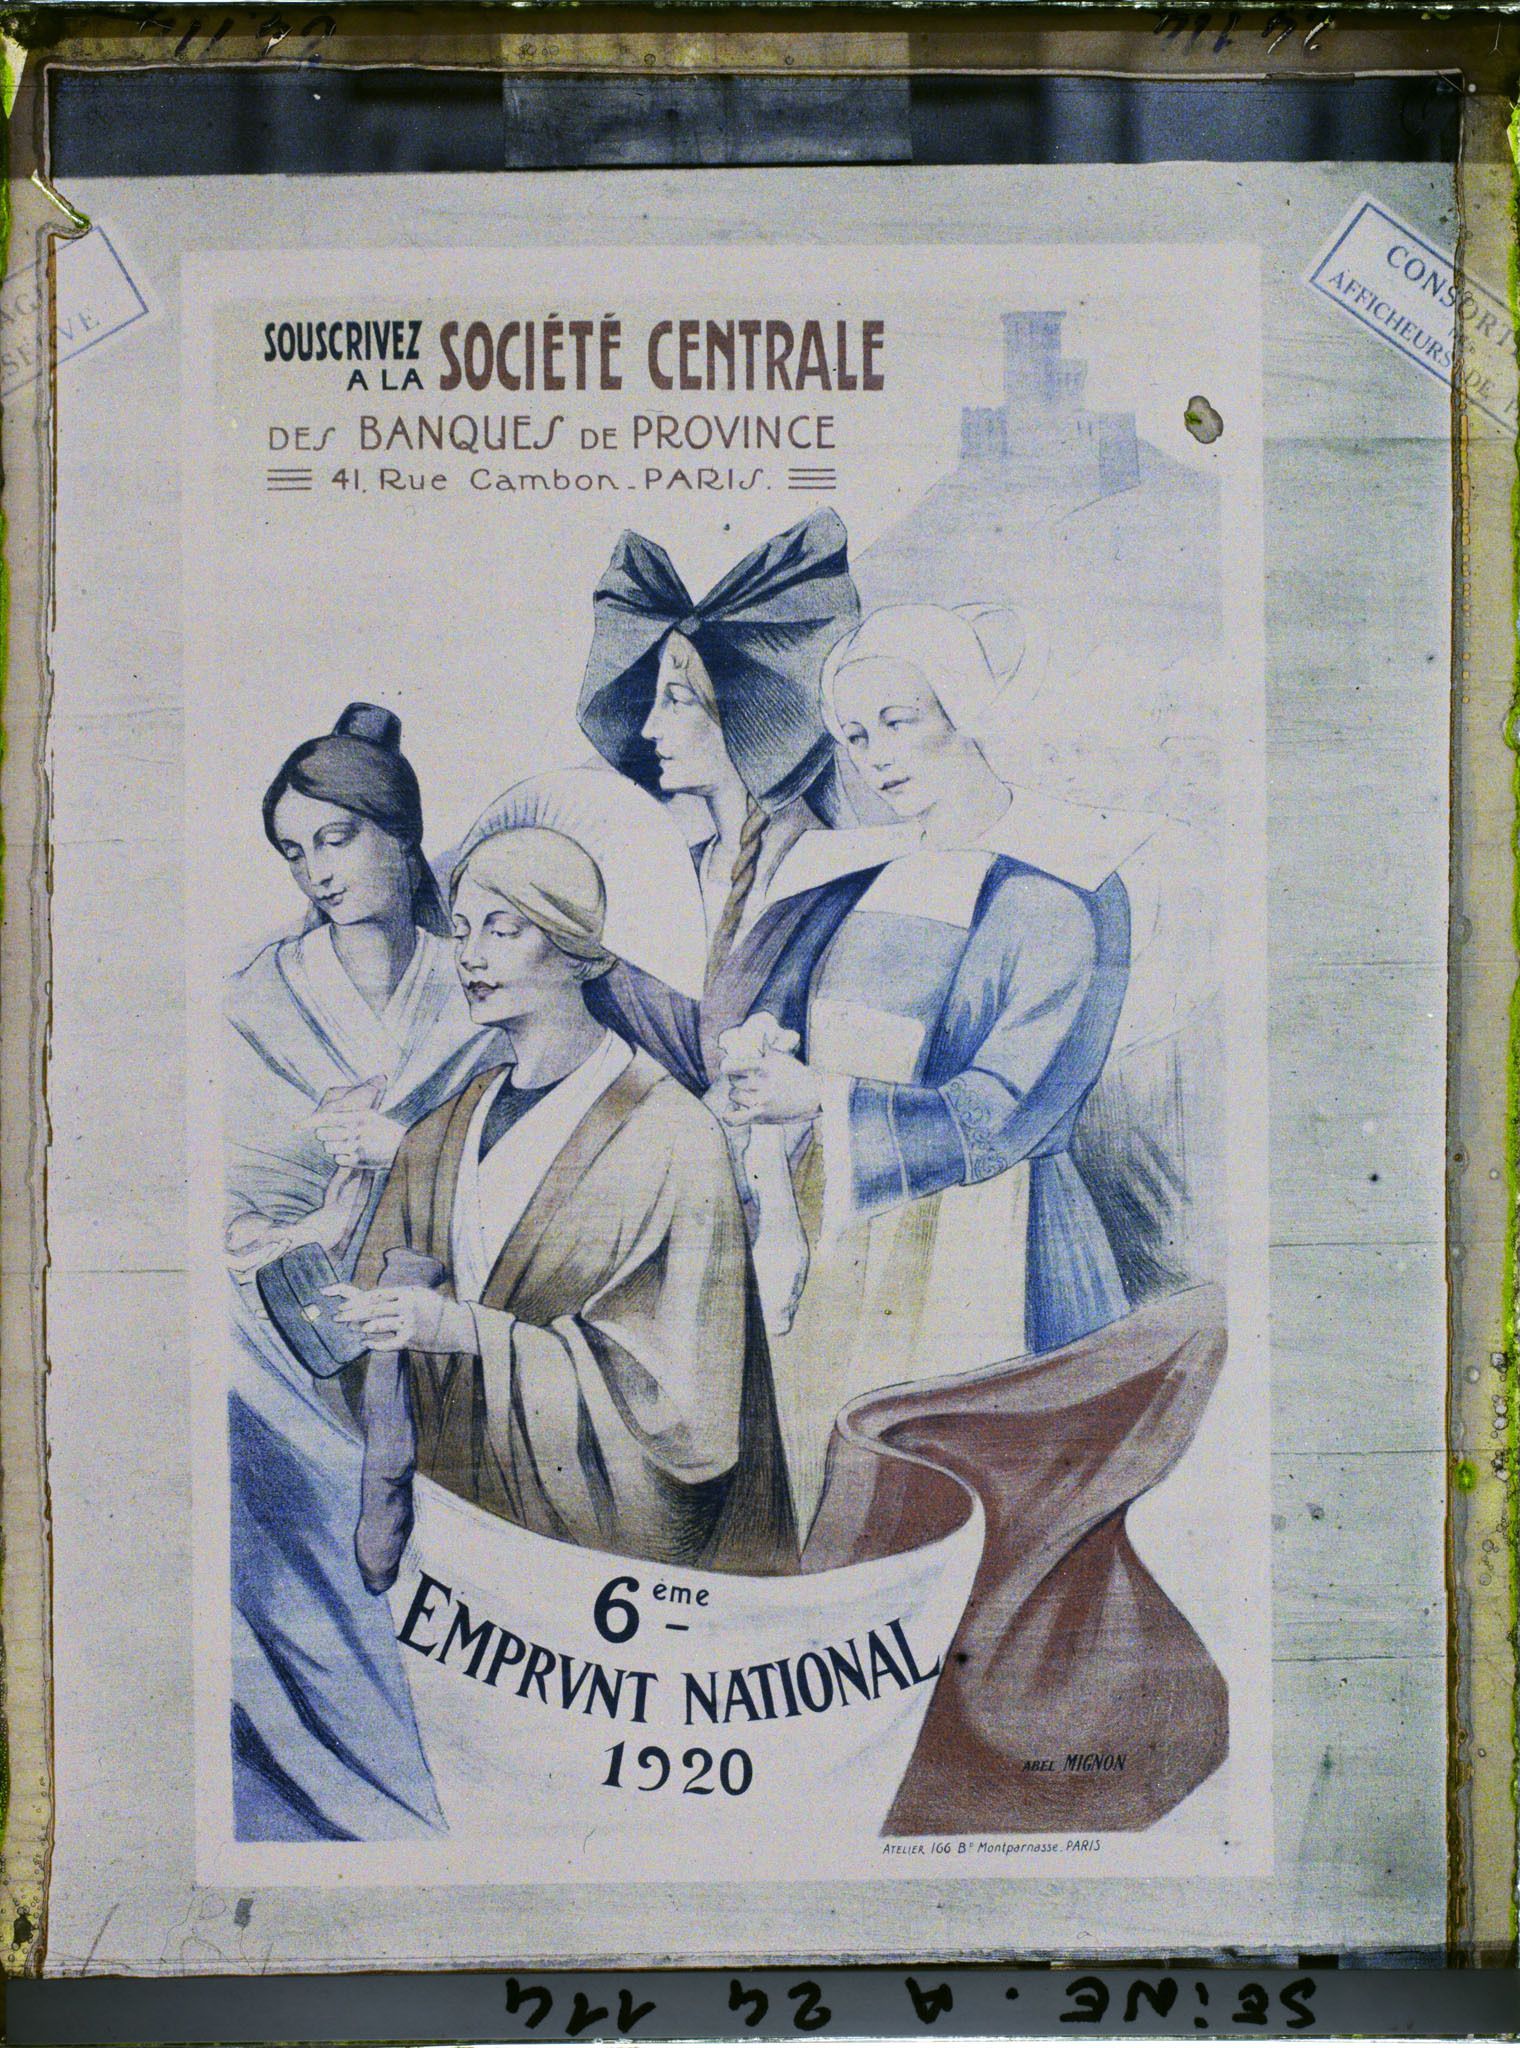 SOUSCRIVEZ
A LA
SOCIÉTÉ CENTRALE
DES BANQUES DE PROVINCE
41, Rue Cambon - PARIS.
CONSORT
AFFICHEURS DE
6ème
EMPRVNT NATIONAL
1920
ABEL MIGNON
ATELIER 166 Bd Montparnasse. PARIS
SEINE. A 24 114